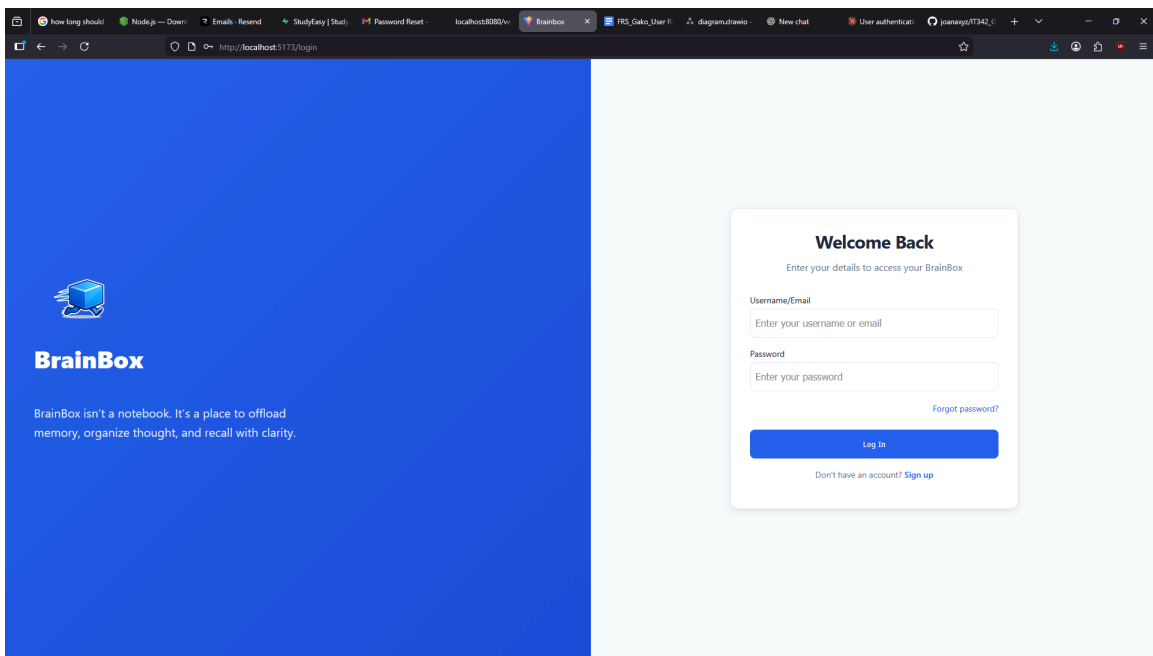 how long should
Node.js — Downl
Emails · Resend
StudyEasy | Study
Password Reset -
localhost:8080/ve
Brainbox
FRS_Gako_User R
diagram.drawio -
New chat
User authenticati
joanaxyz/IT342_G
http://localhost:5173/login
BrainBox
BrainBox isn't a notebook. It's a place to offload
memory, organize thought, and recall with clarity.
Welcome Back
Enter your details to access your BrainBox
Username/Email
Enter your username or email
Password
Enter your password
Forgot password?
Log In
Don't have an account? Sign up